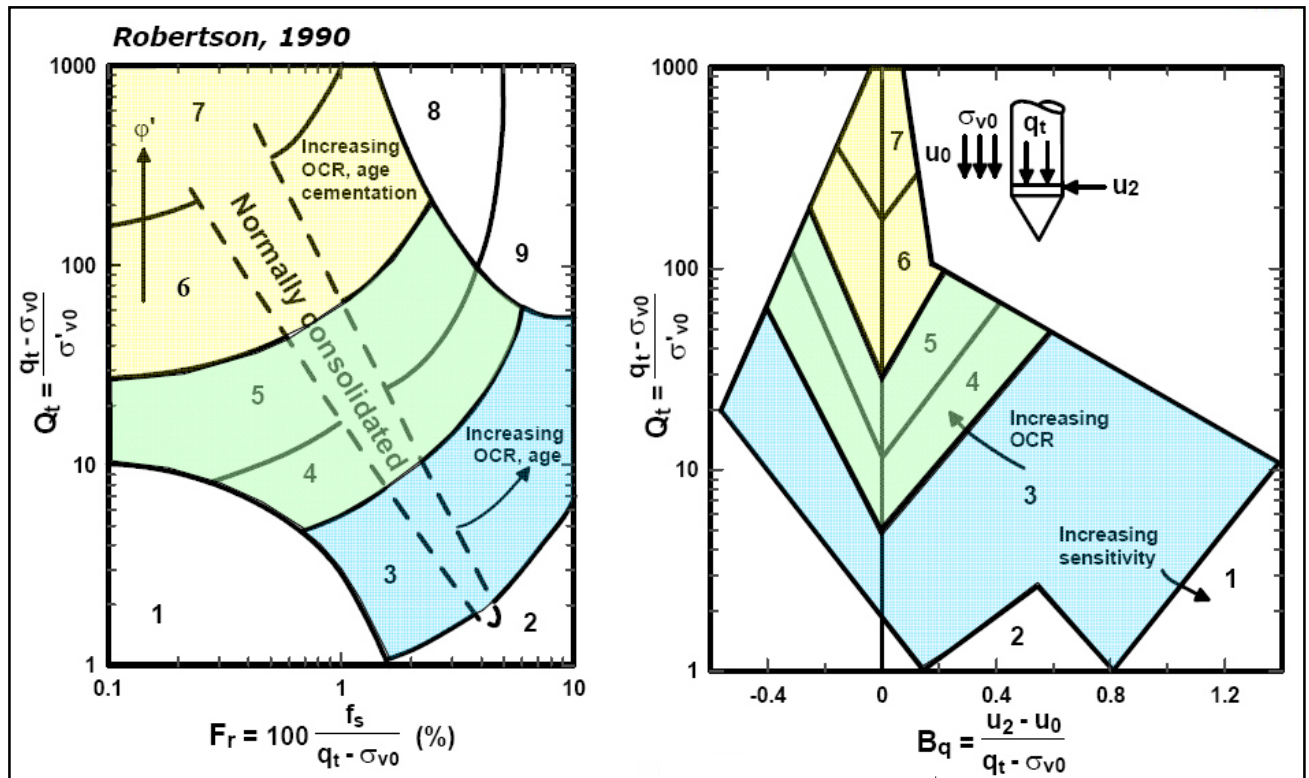 Robertson, 1990
1000
100
10
1
0.1
1
10
Qt = qt - σv0
σ'v0
7
φ'
6
8
9
Increasing
OCR, age
cementation
Normally consolidated
5
4
Increasing
OCR, age
3
1
2
Fr = 100 fs
qt - σv0
(%)
1000
100
10
1
-0.4
0
0.4
0.8
1.2
Qt = qt - σv0
σ'v0
7
6
5
4
σv0
qt
u0
u2
Increasing
OCR
3
Increasing
sensitivity
1
2
Bq = u2 - u0
qt - σv0